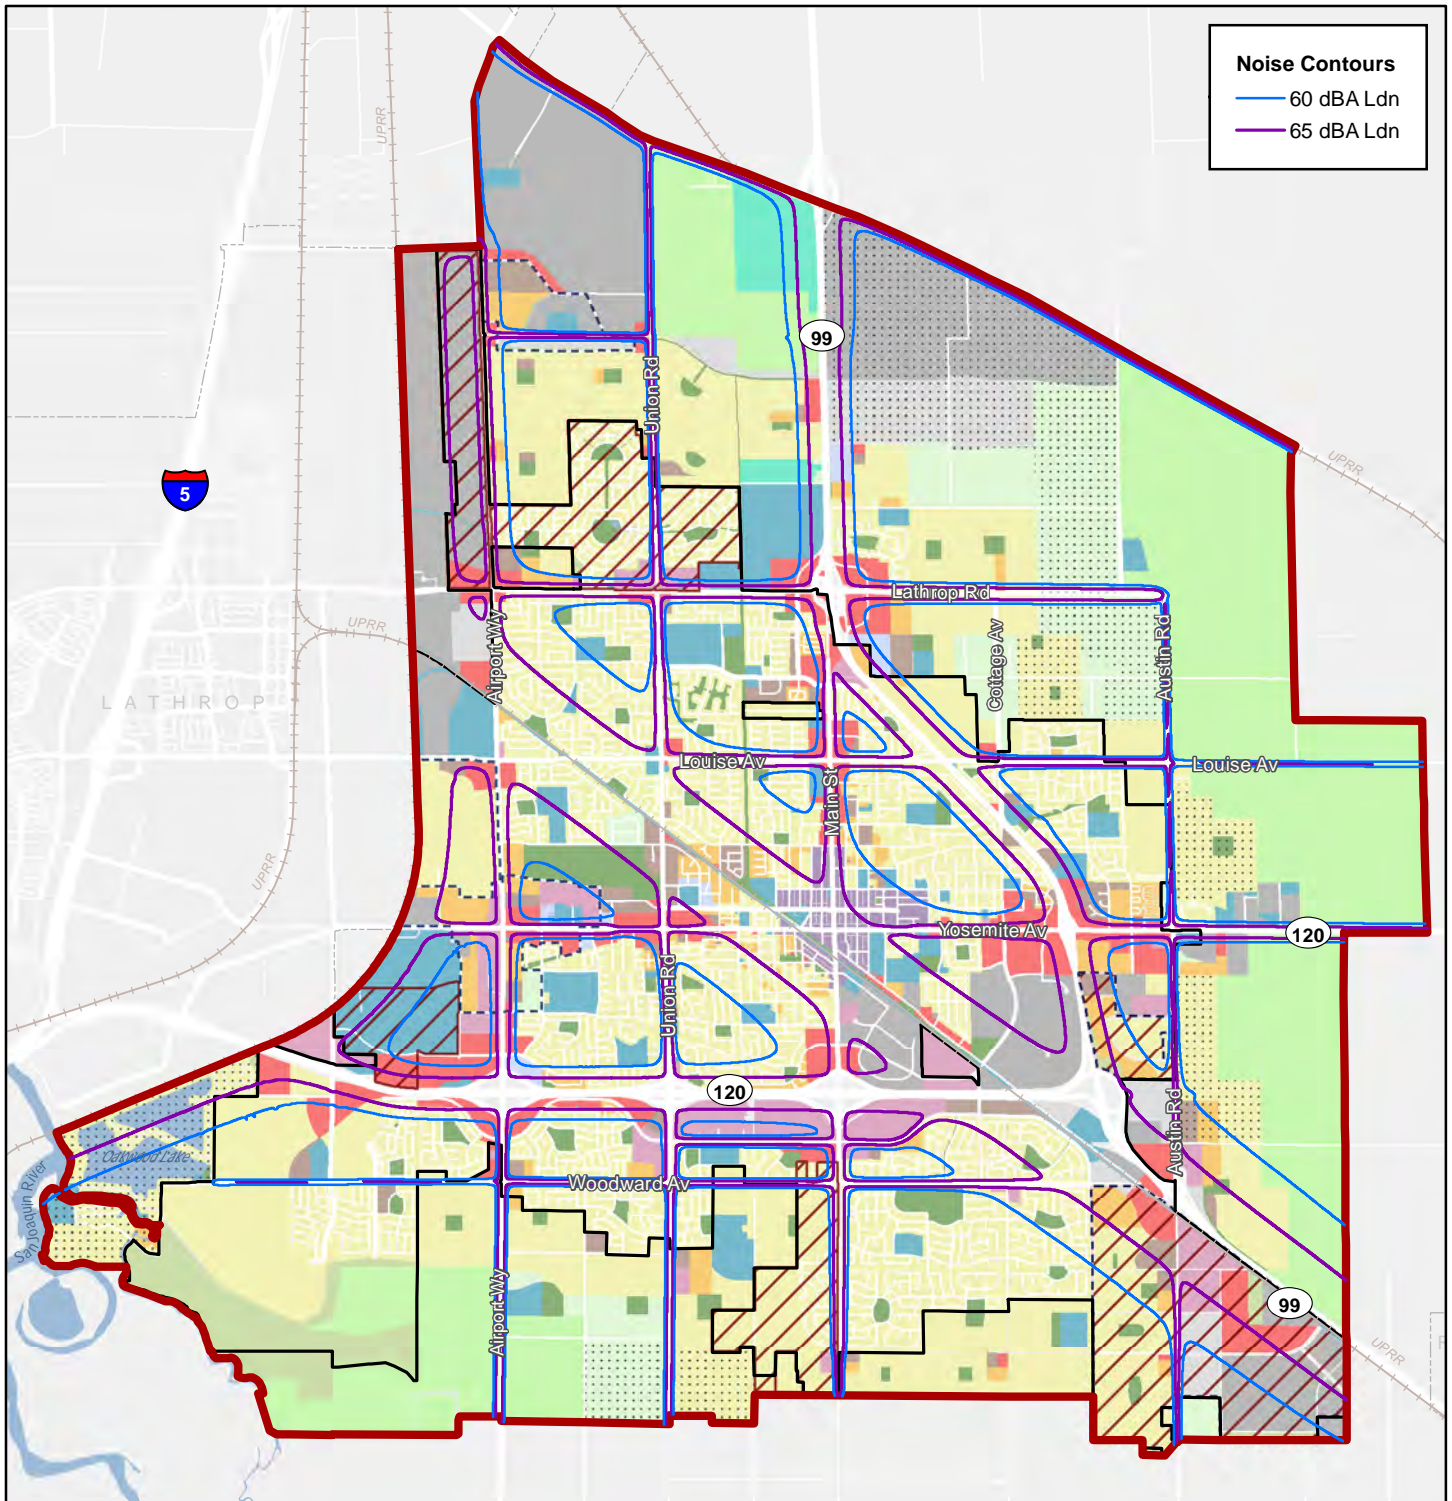 Noise Contours
60 dBA Ldn
65 dBA Ldn
UPRR
UPRR
99
Union Rd
UPRR
5
Lathrop Rd
UPRR
Airport Wy
Cottage Av
Austin Rd
LATHROP
Louise Av
Louise Av
Main St
UPRR
Yosemite Av
120
Union Rd
120
Oakwood Lake
Austin Rd
San Joaquin River
Woodward Av
Airport Wy
99
UPRR